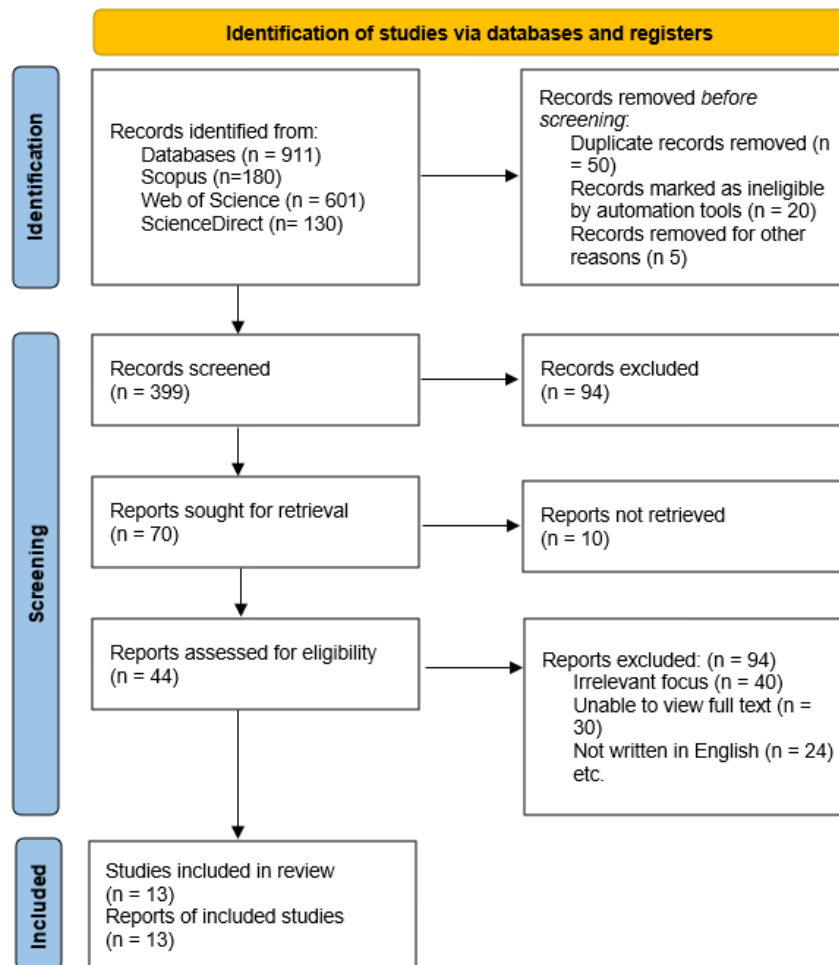 Identification of studies via databases and registers
Identification
Records identified from:
Databases (n = 911)
Scopus (n=180)
Web of Science (n = 601)
ScienceDirect (n= 130)
Records removed before
screening:
Duplicate records removed (n
= 50)
Records marked as ineligible
by automation tools (n = 20)
Records removed for other
reasons (n 5)
Screening
Records screened
(n = 399)
Records excluded
(n = 94)
Reports sought for retrieval
(n = 70)
Reports not retrieved
(n = 10)
Reports assessed for eligibility
(n = 44)
Reports excluded: (n = 94)
Irrelevant focus (n = 40)
Unable to view full text (n =
30)
Not written in English (n = 24)
etc.
Included
Studies included in review
(n = 13)
Reports of included studies
(n = 13)